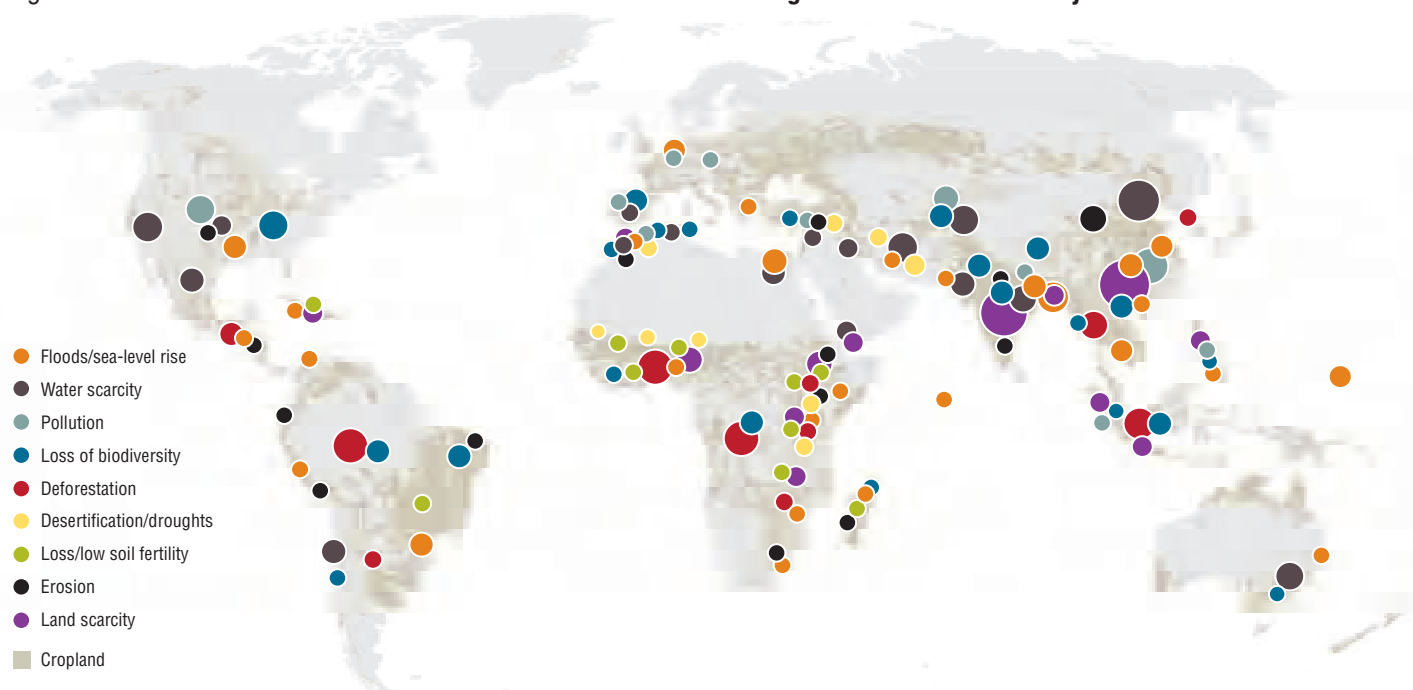 Floods/sea-level rise
Water scarcity
Pollution
Loss of biodiversity
Deforestation
Desertification/droughts
Loss/low soil fertility
Erosion
Land scarcity
Cropland